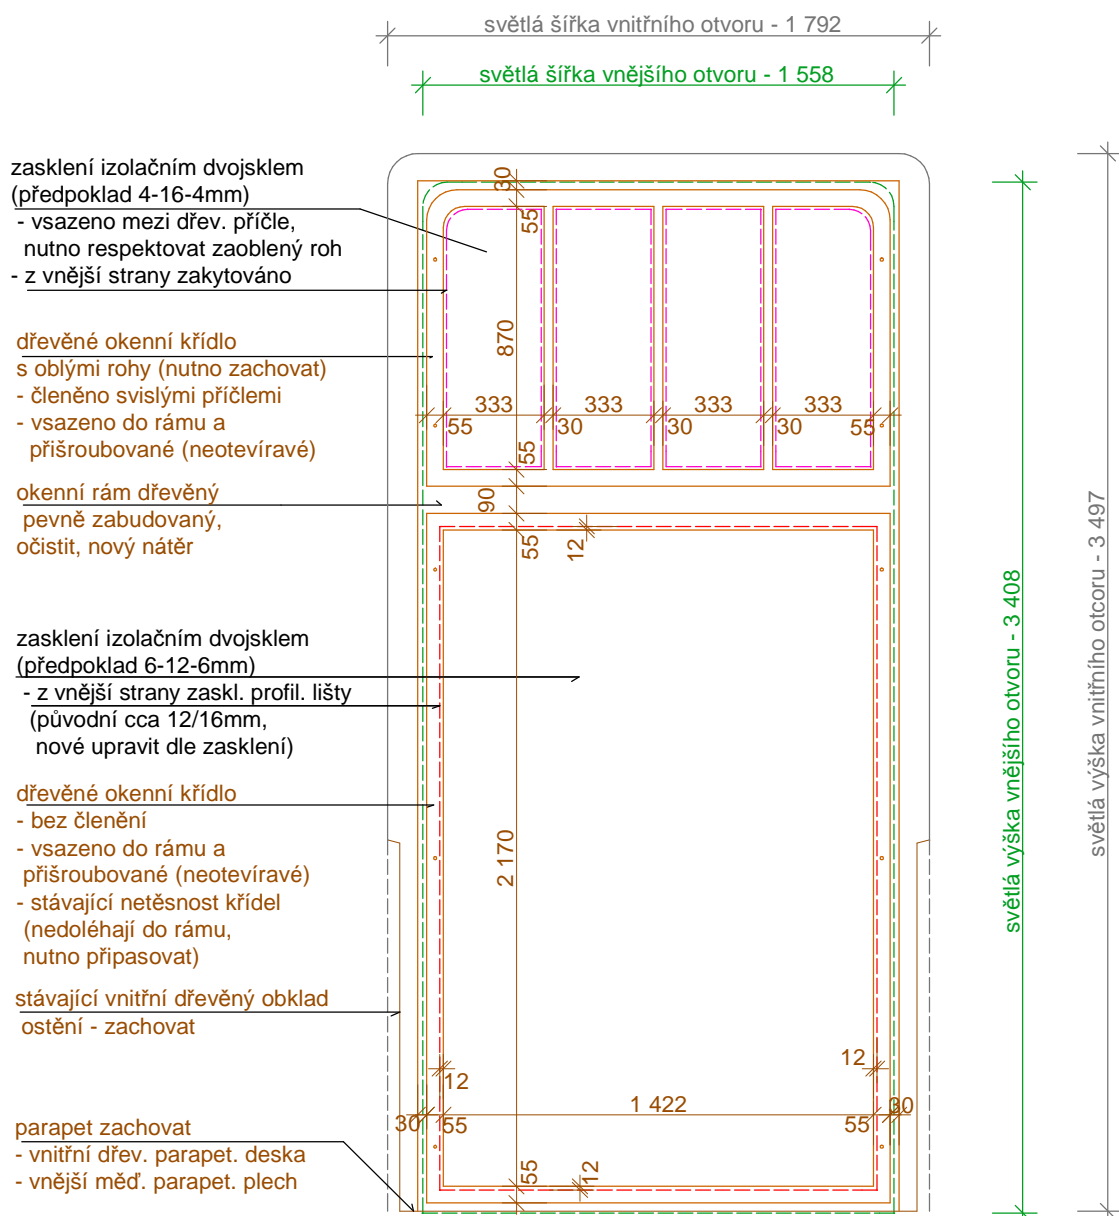 světlá šířka vnitřního otvoru - 1 792
světlá šířka vnějšího otvoru - 1 558
zasklení izolačním dvojsklem
(předpoklad 4-16-4mm)
- vsazeno mezi dřev. příčle,
nutno respektovat zaoblený roh
- z vnější strany zakytováno
dřevěné okenní křídlo
s oblými rohy (nutno zachovat)
- členěno svislými příčlemi
- vsazeno do rámu a
přišroubované (neotevíravé)
okenní rám dřevěný
pevně zabudovaný,
očistit, nový nátěr
zasklení izolačním dvojsklem
(předpoklad 6-12-6mm)
- z vnější strany zaskl. profil. lišty
(původní cca 12/16mm,
nové upravit dle zasklení)
dřevěné okenní křídlo
- bez členění
- vsazeno do rámu a
přišroubované (neotevíravé)
- stávající netěsnost křídel
(nedoléhají do rámu,
nutno připasovat)
stávající vnitřní dřevěný obklad
ostění - zachovat
parapet zachovat
- vnitřní dřev. parapet. deska
- vnější měď. parapet. plech
30
55
870
333 333 333 333
55 30 30 30 55
55
90
55 12
2 170
12 12
1 422
30 55 55 30
55 12
světlá výška vnějšího otvoru - 3 408
světlá výška vnitřního otcoru - 3 497